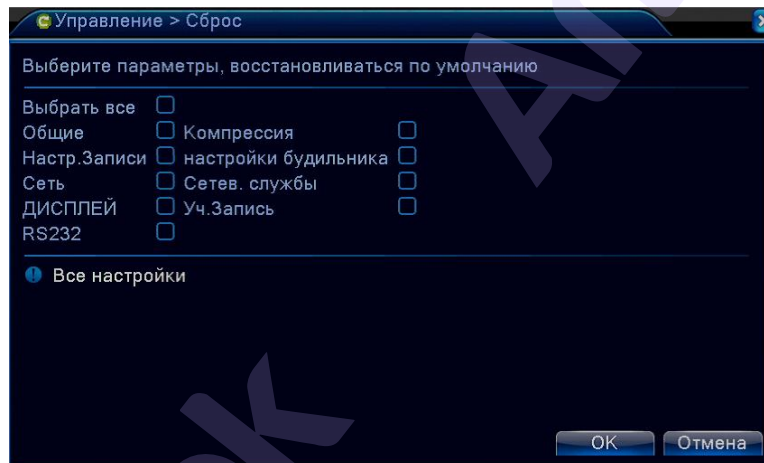 Управление > Сброс
Выберите параметры, восстановливаться по умолчанию
Выбрать все
Общие Компрессия
Настр.Записи настройки будильника
Сеть Сетев. службы
ДИСПЛЕЙ Уч.Запись
RS232
Все настройки
OK Отмена